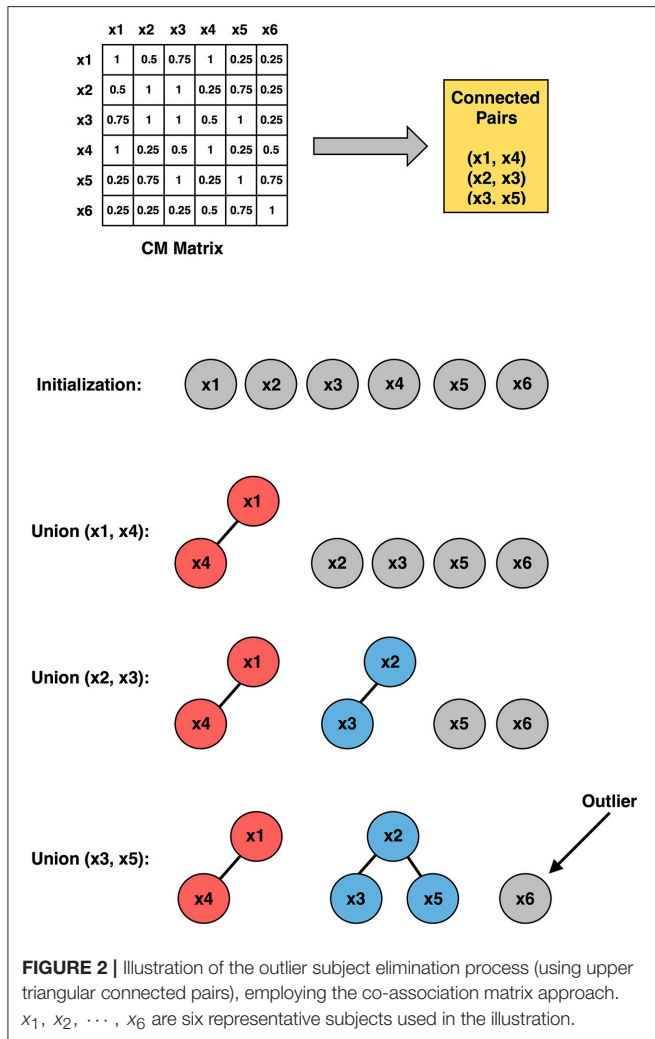 x1 x2 x3 x4 x5 x6
x1 1 0.5 0.75 1 0.25 0.25
x2 0.5 1 1 0.25 0.75 0.25
x3 0.75 1 1 0.5 1 0.25
x4 1 0.25 0.5 1 0.25 0.5
x5 0.25 0.75 1 0.25 1 0.75
x6 0.25 0.25 0.25 0.5 0.75 1
CM Matrix
Connected
Pairs
(x1, x4)
(x2, x3)
(x3, x5)
Initialization: x1 x2 x3 x4 x5 x6
x1
Union (x1, x4):
x4 x2 x3 x5 x6
x1 x2
Union (x2, x3):
x4 x3 x5 x6
Outlier
x1 x2
Union (x3, x5):
x4 x3 x5 x6
FIGURE 2 | Illustration of the outlier subject elimination process (using upper
triangular connected pairs), employing the co-association matrix approach.
x₁, x₂, ⋯ , x₆ are six representative subjects used in the illustration.